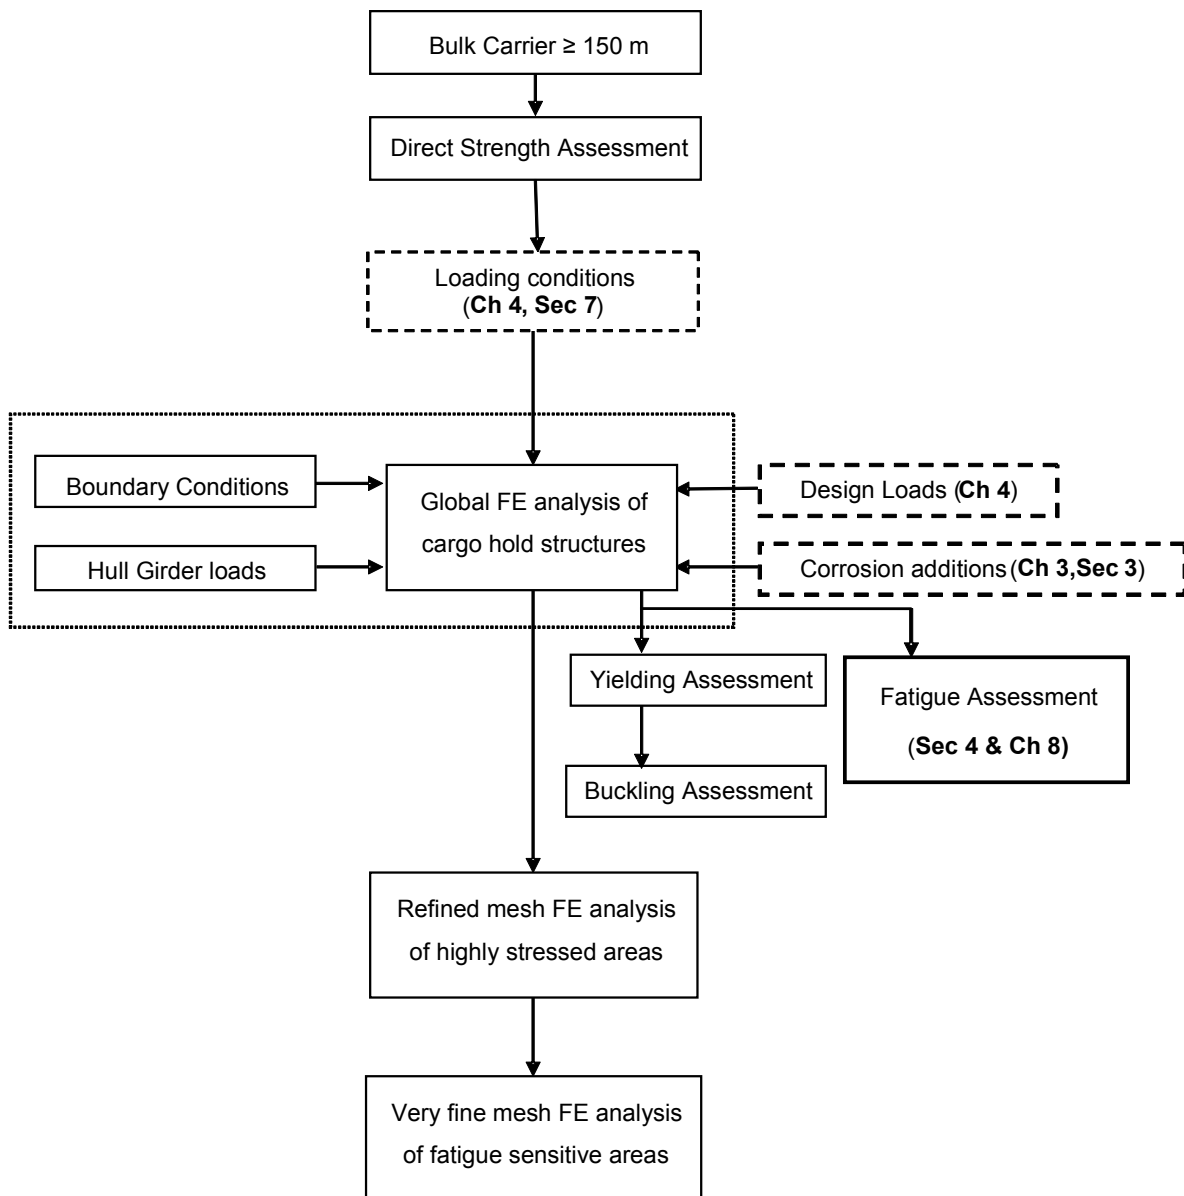 Bulk Carrier ≥ 150 m
Direct Strength Assessment
Loading conditions
(Ch 4, Sec 7)
Boundary Conditions
Hull Girder loads
Global FE analysis of
cargo hold structures
Design Loads (Ch 4)
Corrosion additions (Ch 3,Sec 3)
Yielding Assessment
Buckling Assessment
Fatigue Assessment
(Sec 4 & Ch 8)
Refined mesh FE analysis
of highly stressed areas
Very fine mesh FE analysis
of fatigue sensitive areas